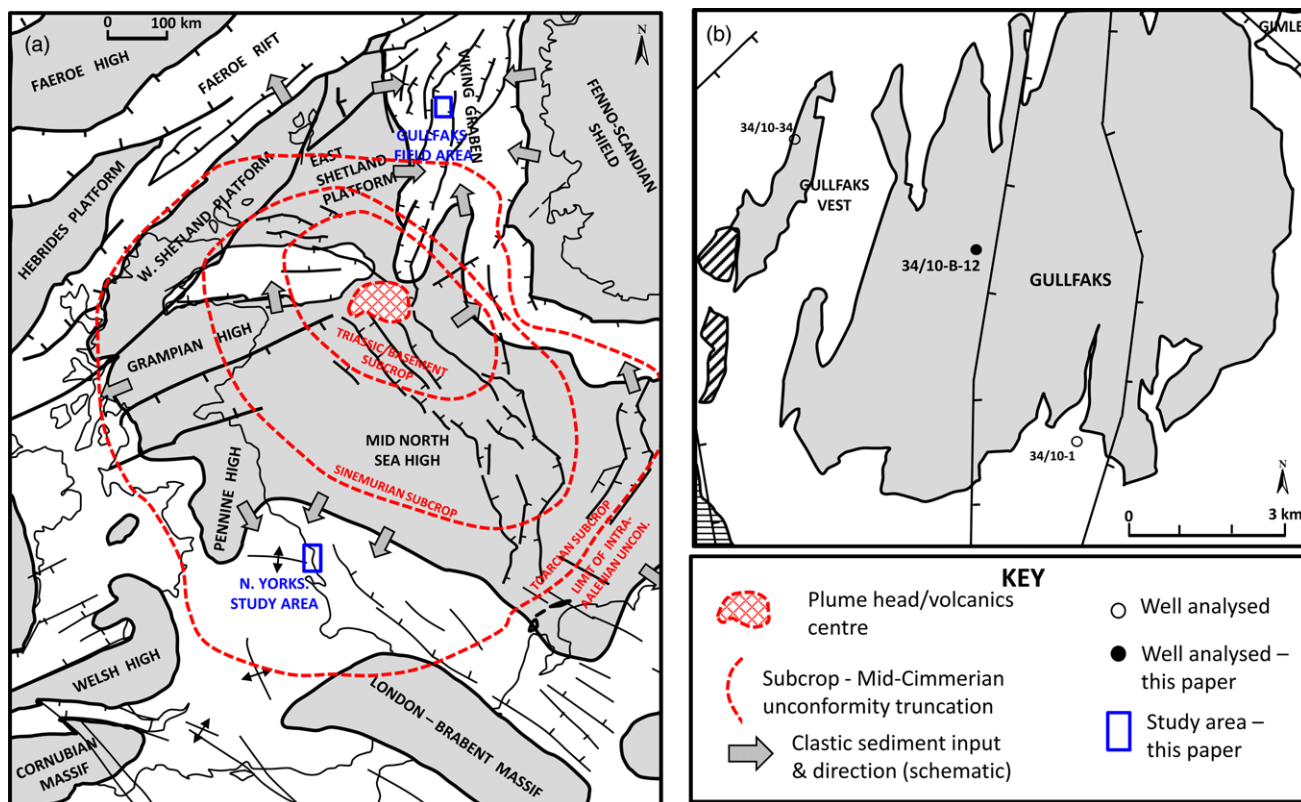 (a)
0 100 km
N
FAEROE HIGH
FAEROE RIFT
VIKING GRABEN
FENNO-SCANDIAN
SHIELD
GULLFAKS
FIELD AREA
HEBRIDES PLATFORM
W. SHETLAND PLATFORM
EAST
SHETLAND
PLATFORM
GRAMPIAN HIGH
TRIASSIC/BASEMENT
SUBCROP
MID NORTH
SEA HIGH
SINEMURIAN SUBCROP
PENNINE HIGH
TOARCIAN SUBCROP
LIMIT OF INTRA-
AALENIAN UNCON.
N. YORKS.
STUDY AREA
WELSH HIGH
LONDON – BRABENT MASSIF
CORNUBIAN
MASSIF
(b)
GIMLE
34/10-34
GULLFAKS
VEST
34/10-B-12
GULLFAKS
34/10-1
N
0 3 km
KEY
Plume head/volcanics
centre
Subcrop - Mid-Cimmerian
unconformity truncation
Clastic sediment input
& direction (schematic)
Well analysed
Well analysed –
this paper
Study area –
this paper